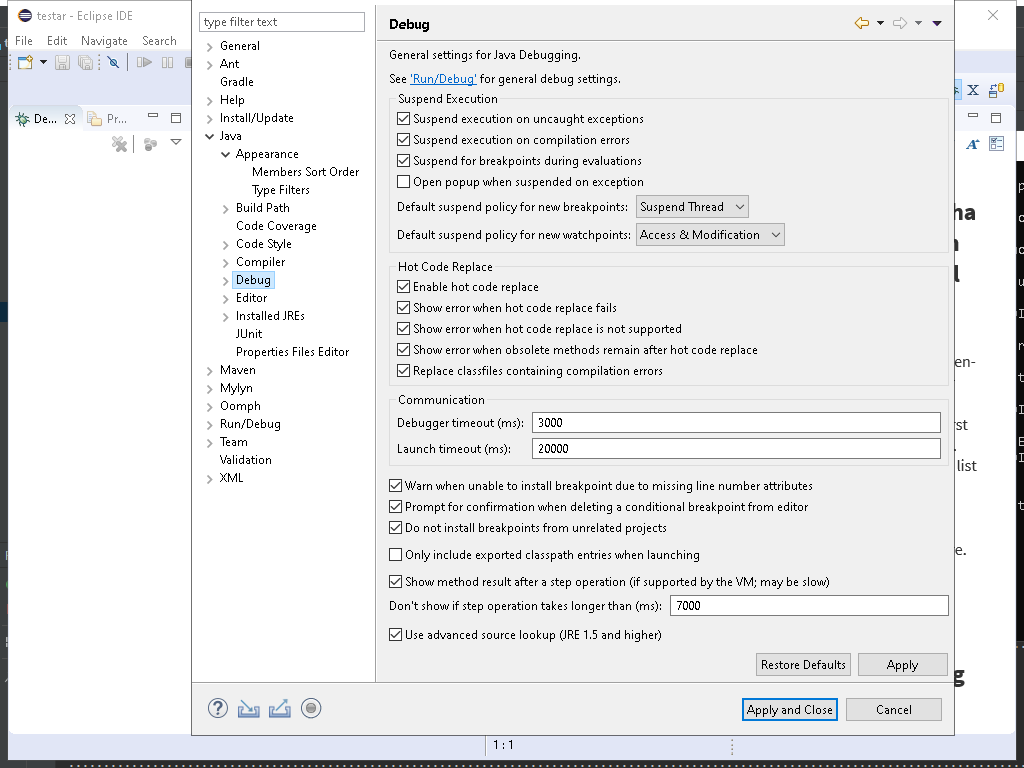 testar - Eclipse IDE
File Edit Navigate Search
De... Pr...
type filter text
General
Ant
Gradle
Help
Install/Update
Java
Appearance
Members Sort Order
Type Filters
Build Path
Code Coverage
Code Style
Compiler
Debug
Editor
Installed JREs
JUnit
Properties Files Editor
Maven
Mylyn
Oomph
Run/Debug
Team
Validation
XML
Debug
General settings for Java Debugging.
See 'Run/Debug' for general debug settings.
Suspend Execution
Suspend execution on uncaught exceptions
Suspend execution on compilation errors
Suspend for breakpoints during evaluations
Open popup when suspended on exception
Default suspend policy for new breakpoints: Suspend Thread
Default suspend policy for new watchpoints: Access & Modification
Hot Code Replace
Enable hot code replace
Show error when hot code replace fails
Show error when hot code replace is not supported
Show error when obsolete methods remain after hot code replace
Replace classfiles containing compilation errors
Communication
Debugger timeout (ms): 3000
Launch timeout (ms): 20000
Warn when unable to install breakpoint due to missing line number attributes
Prompt for confirmation when deleting a conditional breakpoint from editor
Do not install breakpoints from unrelated projects
Only include exported classpath entries when launching
Show method result after a step operation (if supported by the VM; may be slow)
Don't show if step operation takes longer than (ms): 7000
Use advanced source lookup (JRE 1.5 and higher)
Restore Defaults Apply
Apply and Close Cancel
X
ha
en-
rst
list
e.
g
1 : 1